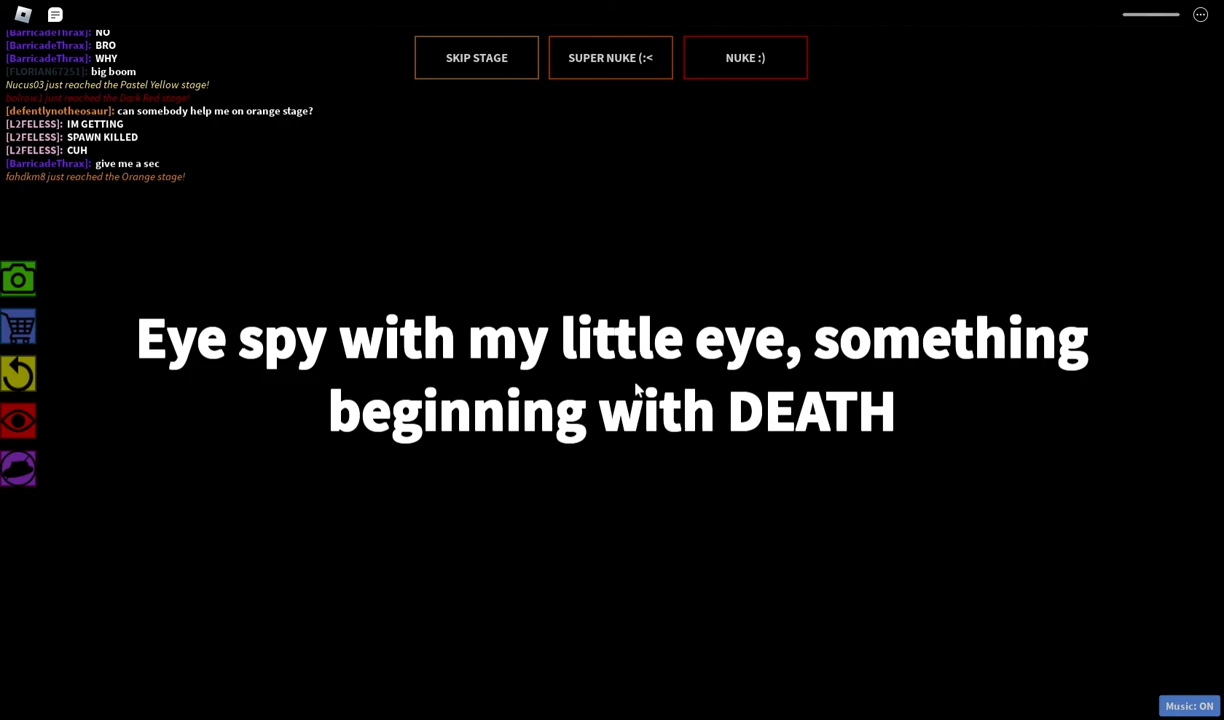 SKIP STAGE
SUPER NUKE (:<
NUKE :)
[BarricadeThrax]: NO
[BarricadeThrax]: BRO
[BarricadeThrax]: WHY
[FLORIAN67251]: big boom
Nucus03 just reached the Pastel Yellow stage!
just reached the Dark Red stage!
[defentlynotheosaur]: can somebody help me on orange stage?
[L2FELESS]: IM GETTING
[L2FELESS]: SPAWN KILLED
[L2FELESS]: CUH
[BarricadeThrax]: give me a sec
fahdkm8 just reached the Orange stage!
Eye spy with my little eye, something
beginning with DEATH
Music: ON